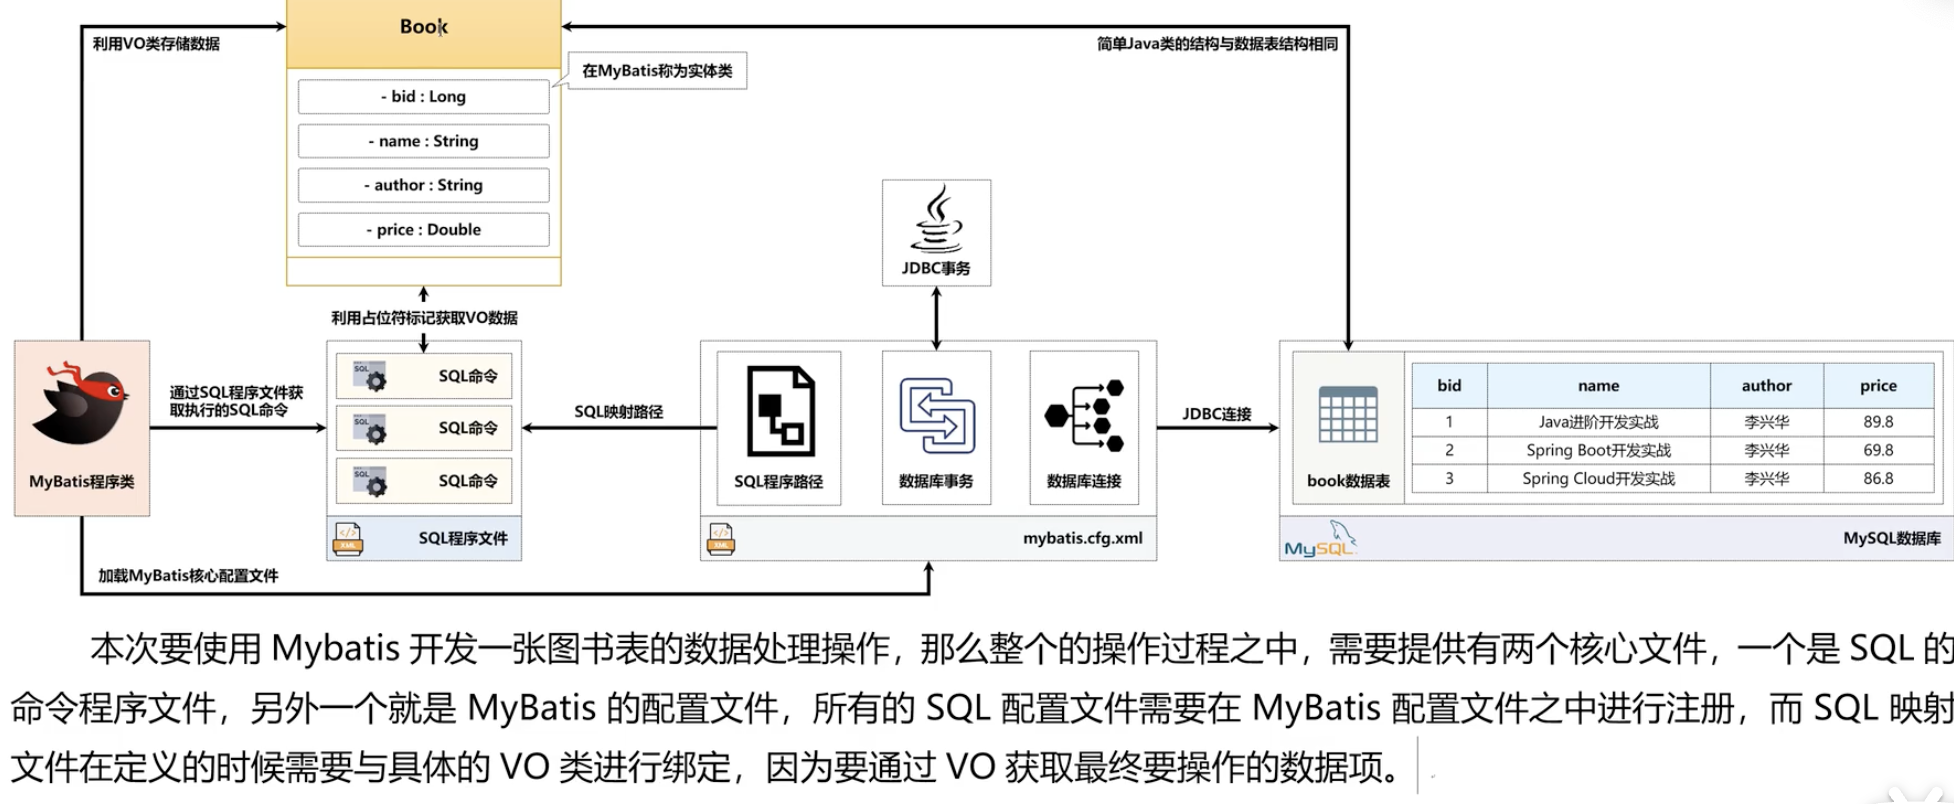 Book
利用VO类存储数据
简单Java类的结构与数据表结构相同
在MyBatis称为实体类
- bid : Long
- name : String
- author : String
- price : Double
JDBC事务
利用占位符标记获取VO数据
MyBatis程序类
通过SQL程序文件获
取执行的SQL命令
SQL
SQL命令
SQL
SQL命令
SQL
SQL命令
</>
XML
SQL程序文件
SQL映射路径
SQL程序路径
数据库事务
数据库连接
</>
XML
mybatis.cfg.xml
JDBC连接
book数据表
bid name author price
1 Java进阶开发实战 李兴华 89.8
2 Spring Boot开发实战 李兴华 69.8
3 Spring Cloud开发实战 李兴华 86.8
MySQL
MySQL数据库
加载MyBatis核心配置文件
本次要使用 Mybatis 开发一张图书表的数据处理操作，那么整个的操作过程之中，需要提供有两个核心文件，一个是 SQL 的
命令程序文件，另外一个就是 MyBatis 的配置文件，所有的 SQL 配置文件需要在 MyBatis 配置文件之中进行注册，而 SQL 映射
文件在定义的时候需要与具体的 VO 类进行绑定，因为要通过 VO 获取最终要操作的数据项。